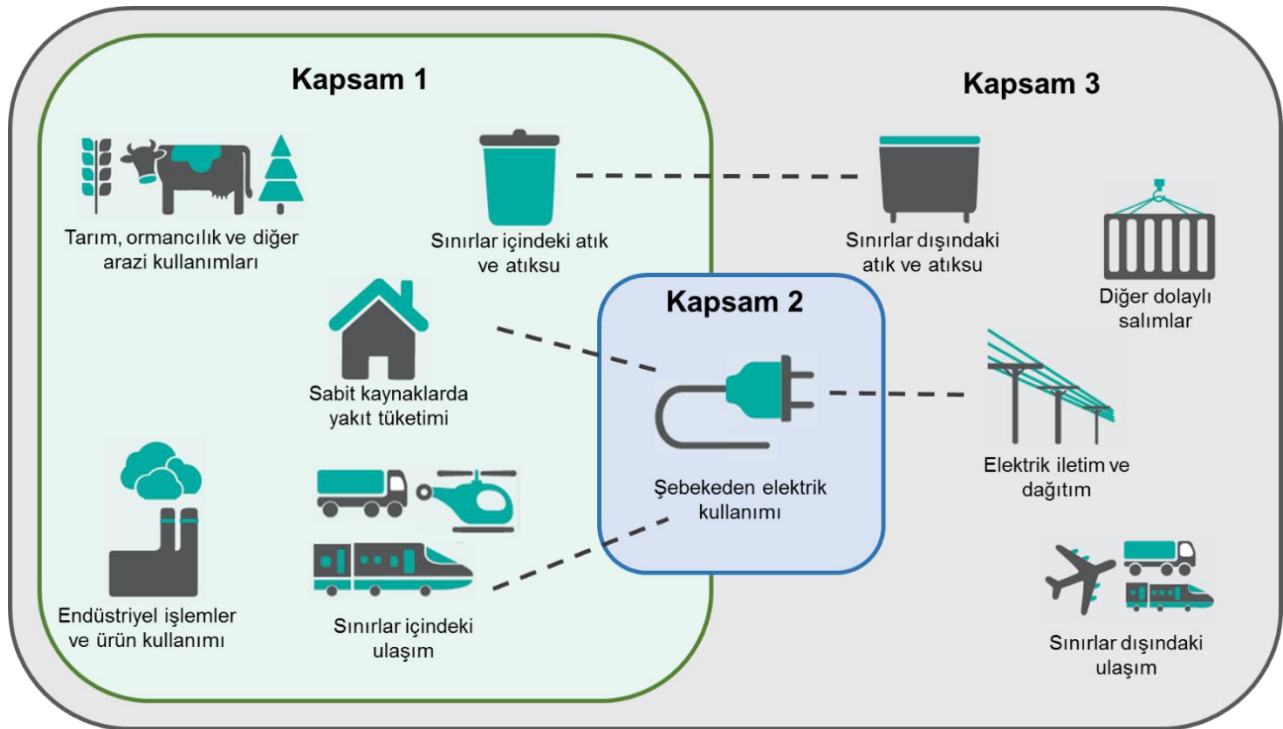 Kapsam 1
Tarım, ormancılık ve diğer
arazi kullanımları
Sınırlar içindeki atık
ve atıksu
Sabit kaynaklarda
yakıt tüketimi
Endüstriyel işlemler
ve ürün kullanımı
Sınırlar içindeki
ulaşım
Kapsam 2
Şebekeden elektrik
kullanımı
Kapsam 3
Sınırlar dışındaki
atık ve atıksu
Diğer dolaylı
salımlar
Elektrik iletim ve
dağıtım
Sınırlar dışındaki
ulaşım